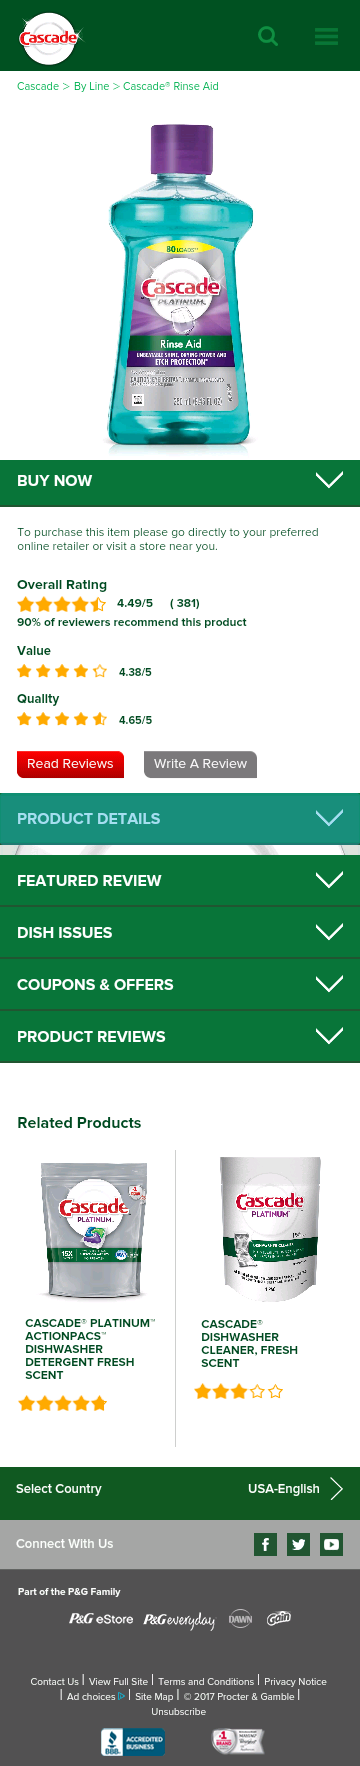 Cascade
Cascade > By Line > Cascade® Rinse Aid
80 LOADS**
Cascade
PLATINUM™
Rinse Aid
UNBEATABLE SHINE, DRYING POWER AND
ETCH PROTECTION*
BUY NOW
To purchase this item please go directly to your preferred
online retailer or visit a store near you.
Overall Rating
4.49/5 ( 381)
90% of reviewers recommend this product
Value
4.38/5
Quality
4.65/5
Read Reviews Write A Review
PRODUCT DETAILS
FEATURED REVIEW
DISH ISSUES
COUPONS & OFFERS
PRODUCT REVIEWS
Related Products
Cascade
PLATINUM™
Cascade
PLATINUM™
CASCADE® PLATINUM™
ACTIONPACS™
DISHWASHER
DETERGENT FRESH
SCENT
CASCADE®
DISHWASHER
CLEANER, FRESH
SCENT
Select Country USA-English
Connect With Us
Part of the P&G Family
P&G eStore P&G everyday DAWN Gain
Contact Us | View Full Site | Terms and Conditions | Privacy Notice
| Ad choices | Site Map | © 2017 Procter & Gamble |
Unsubscribe
BBB ACCREDITED
BUSINESS